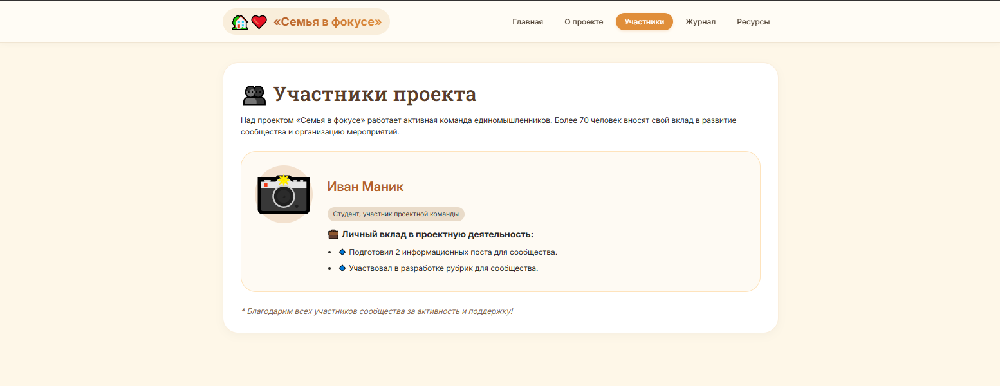 «Семья в фокусе»
Главная
О проекте
Участники
Журнал
Ресурсы
Участники проекта
Над проектом «Семья в фокусе» работает активная команда единомышленников. Более 70 человек вносят свой вклад в развитие
сообщества и организацию мероприятий.
Иван Маник
Студент, участник проектной команды
Личный вклад в проектную деятельность:
Подготовил 2 информационных поста для сообщества.
Участвовал в разработке рубрик для сообщества.
* Благодарим всех участников сообщества за активность и поддержку!